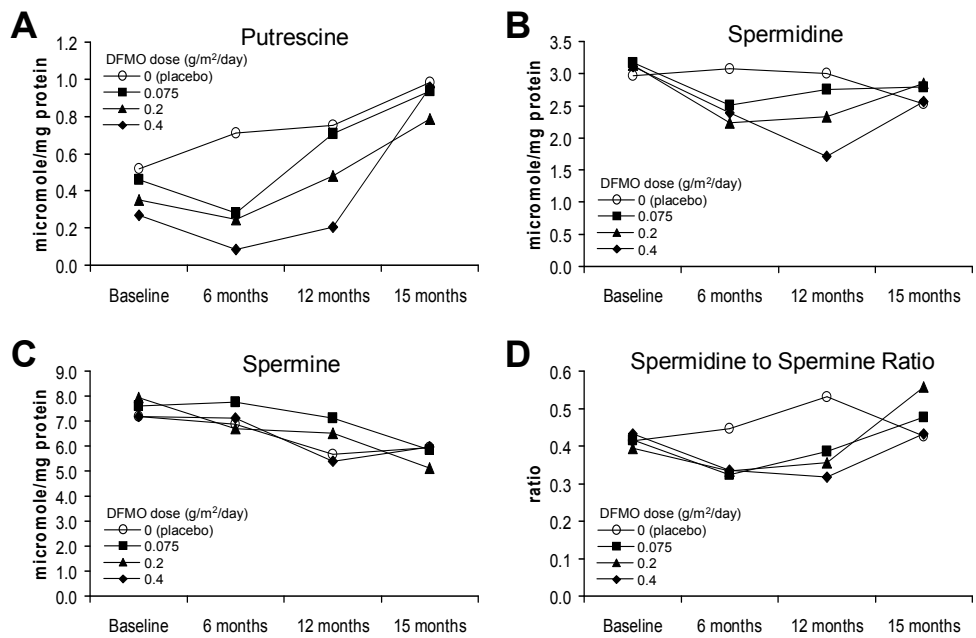 A
Putrescine
micromole/mg protein
1.2
1.0
0.8
0.6
0.4
0.2
0.0
DFMO dose (g/m²/day)
0 (placebo)
0.075
0.2
0.4
Baseline 6 months 12 months 15 months
B
Spermidine
micromole/mg protein
3.5
3.0
2.5
2.0
1.5
1.0
0.5
0.0
DFMO dose (g/m²/day)
0 (placebo)
0.075
0.2
0.4
Baseline 6 months 12 months 15 months
C
Spermine
micromole/mg protein
9.0
8.0
7.0
6.0
5.0
4.0
3.0
2.0
1.0
0.0
DFMO dose (g/m²/day)
0 (placebo)
0.075
0.2
0.4
Baseline 6 months 12 months 15 months
D
Spermidine to Spermine Ratio
ratio
0.6
0.5
0.4
0.3
0.2
0.1
0.0
DFMO dose (g/m²/day)
0 (placebo)
0.075
0.2
0.4
Baseline 6 months 12 months 15 months